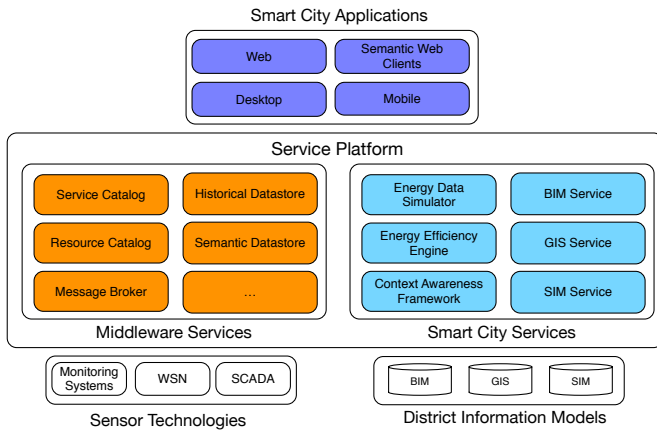 Smart City Applications
Web
Semantic Web
Clients
Desktop
Mobile
Service Platform
Service Catalog
Historical Datastore
Resource Catalog
Semantic Datastore
Message Broker
...
Middleware Services
Energy Data
Simulator
BIM Service
Energy Efficiency
Engine
GIS Service
Context Awareness
Framework
SIM Service
Smart City Services
Monitoring
Systems
WSN
SCADA
Sensor Technologies
BIM
GIS
SIM
District Information Models